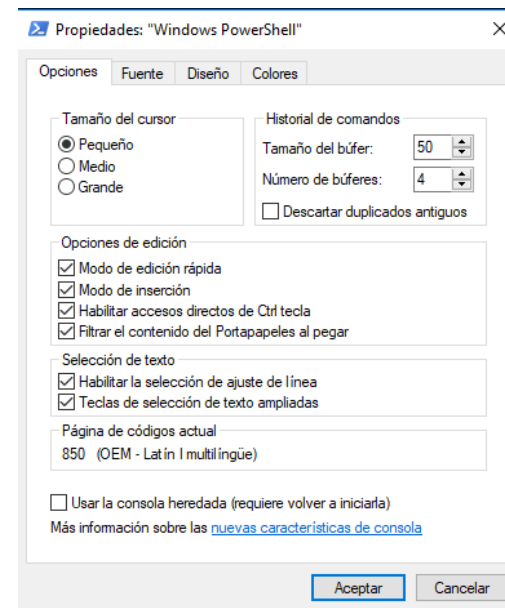 Propiedades: "Windows PowerShell"
Opciones Fuente Diseño Colores
Tamaño del cursor
Pequeño
Medio
Grande
Historial de comandos
Tamaño del búfer: 50
Número de búferes: 4
Descartar duplicados antiguos
Opciones de edición
Modo de edición rápida
Modo de inserción
Habilitar accesos directos de Ctrl tecla
Filtrar el contenido del Portapapeles al pegar
Selección de texto
Habilitar la selección de ajuste de línea
Teclas de selección de texto ampliadas
Página de códigos actual
850 (OEM - Latín I multilingüe)
Usar la consola heredada (requiere volver a iniciarla)
Más información sobre las nuevas características de consola
Aceptar Cancelar